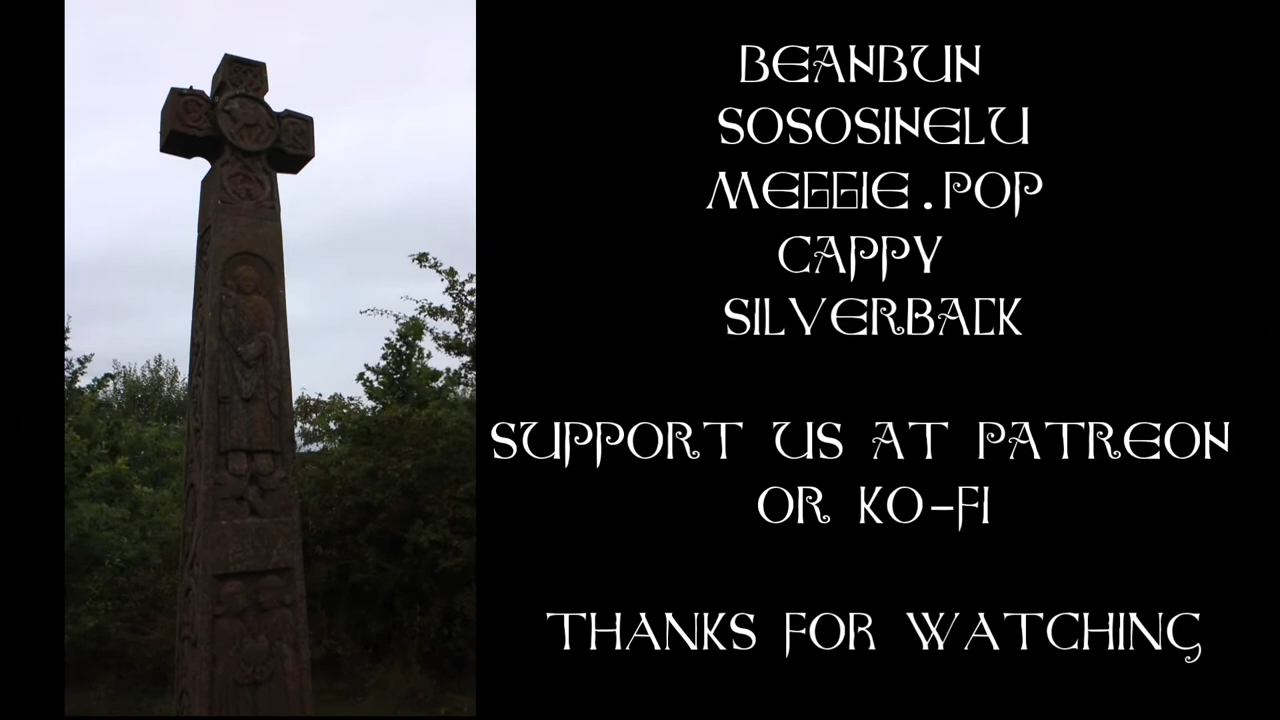 BEANBUN
SOSOSINELU
MEGGIE.POP
CAPPY
SILVERBACK
SUPPORT US AT PATREON
OR KO-FI
THANKS FOR WATCHING